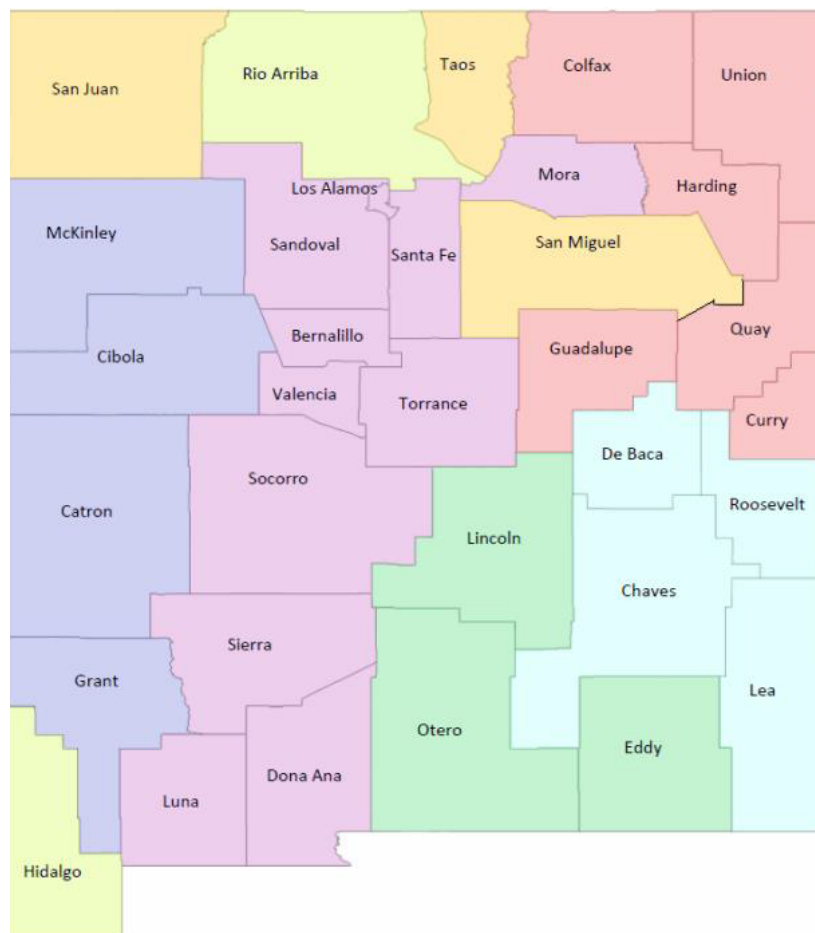 Rio Arriba
Taos
Colfax
Union
San Juan
Mora
Harding
Los Alamos
McKinley
Sandoval
Santa Fe
San Miguel
Bernalillo
Quay
Cibola
Guadalupe
Valencia
Torrance
Curry
De Baca
Socorro
Roosevelt
Catron
Lincoln
Chaves
Sierra
Grant
Lea
Otero
Eddy
Dona Ana
Luna
Hidalgo